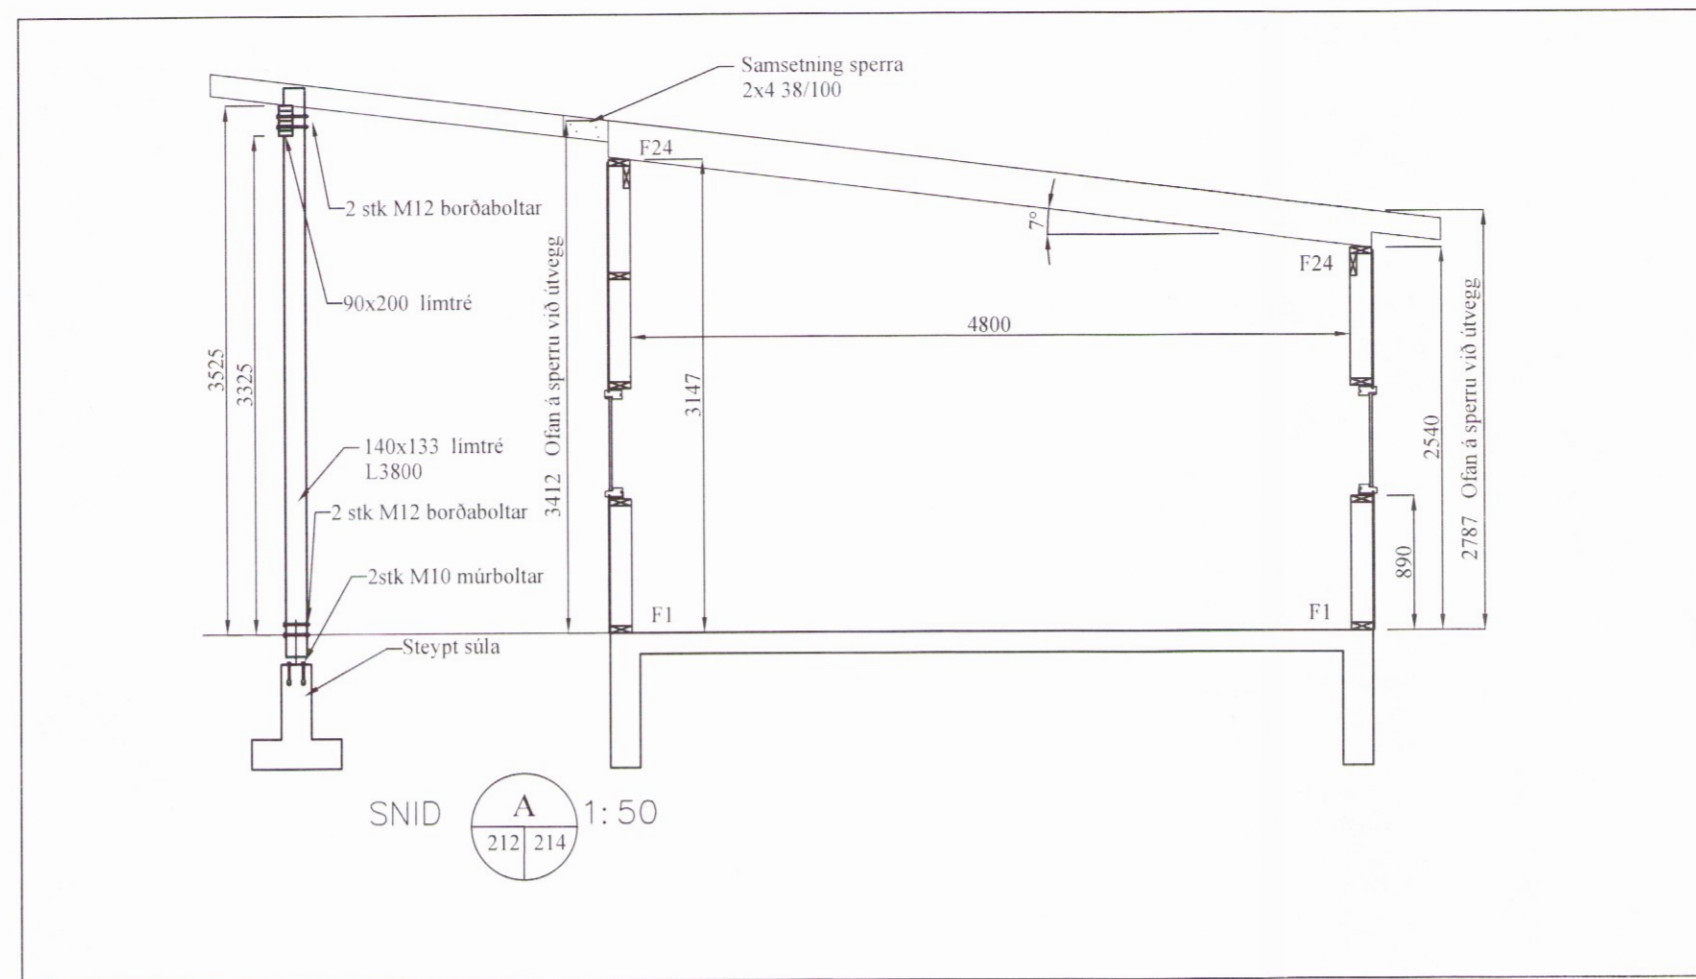 Samsetning sperra
2x4 38/100
F24
2 stk M12 borðaboltar
7°
F24
90x200 límtré
4800
3525
3325
3412 Ofan á sperru við útvegg
3147
2540
2787 Ofan á sperru við útvegg
140x133 límtré
L3800
2 stk M12 borðaboltar
890
2stk M10 múrboltar
F1
F1
Steypt súla
SNID A 1:50
212 214